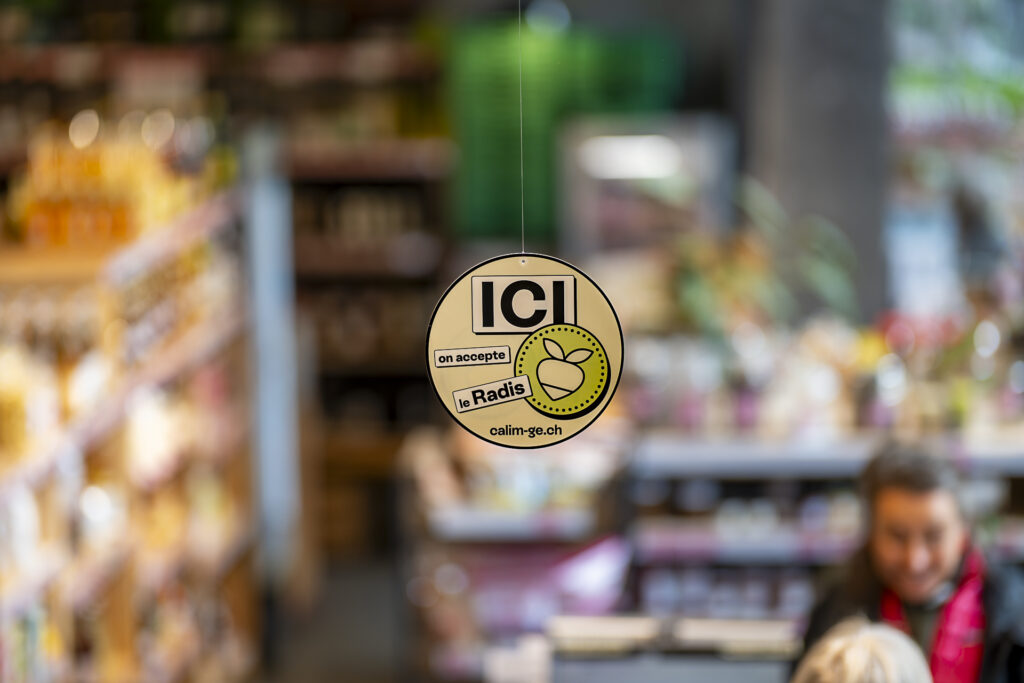 ICI
on accepte
le Radis
calim-ge.ch